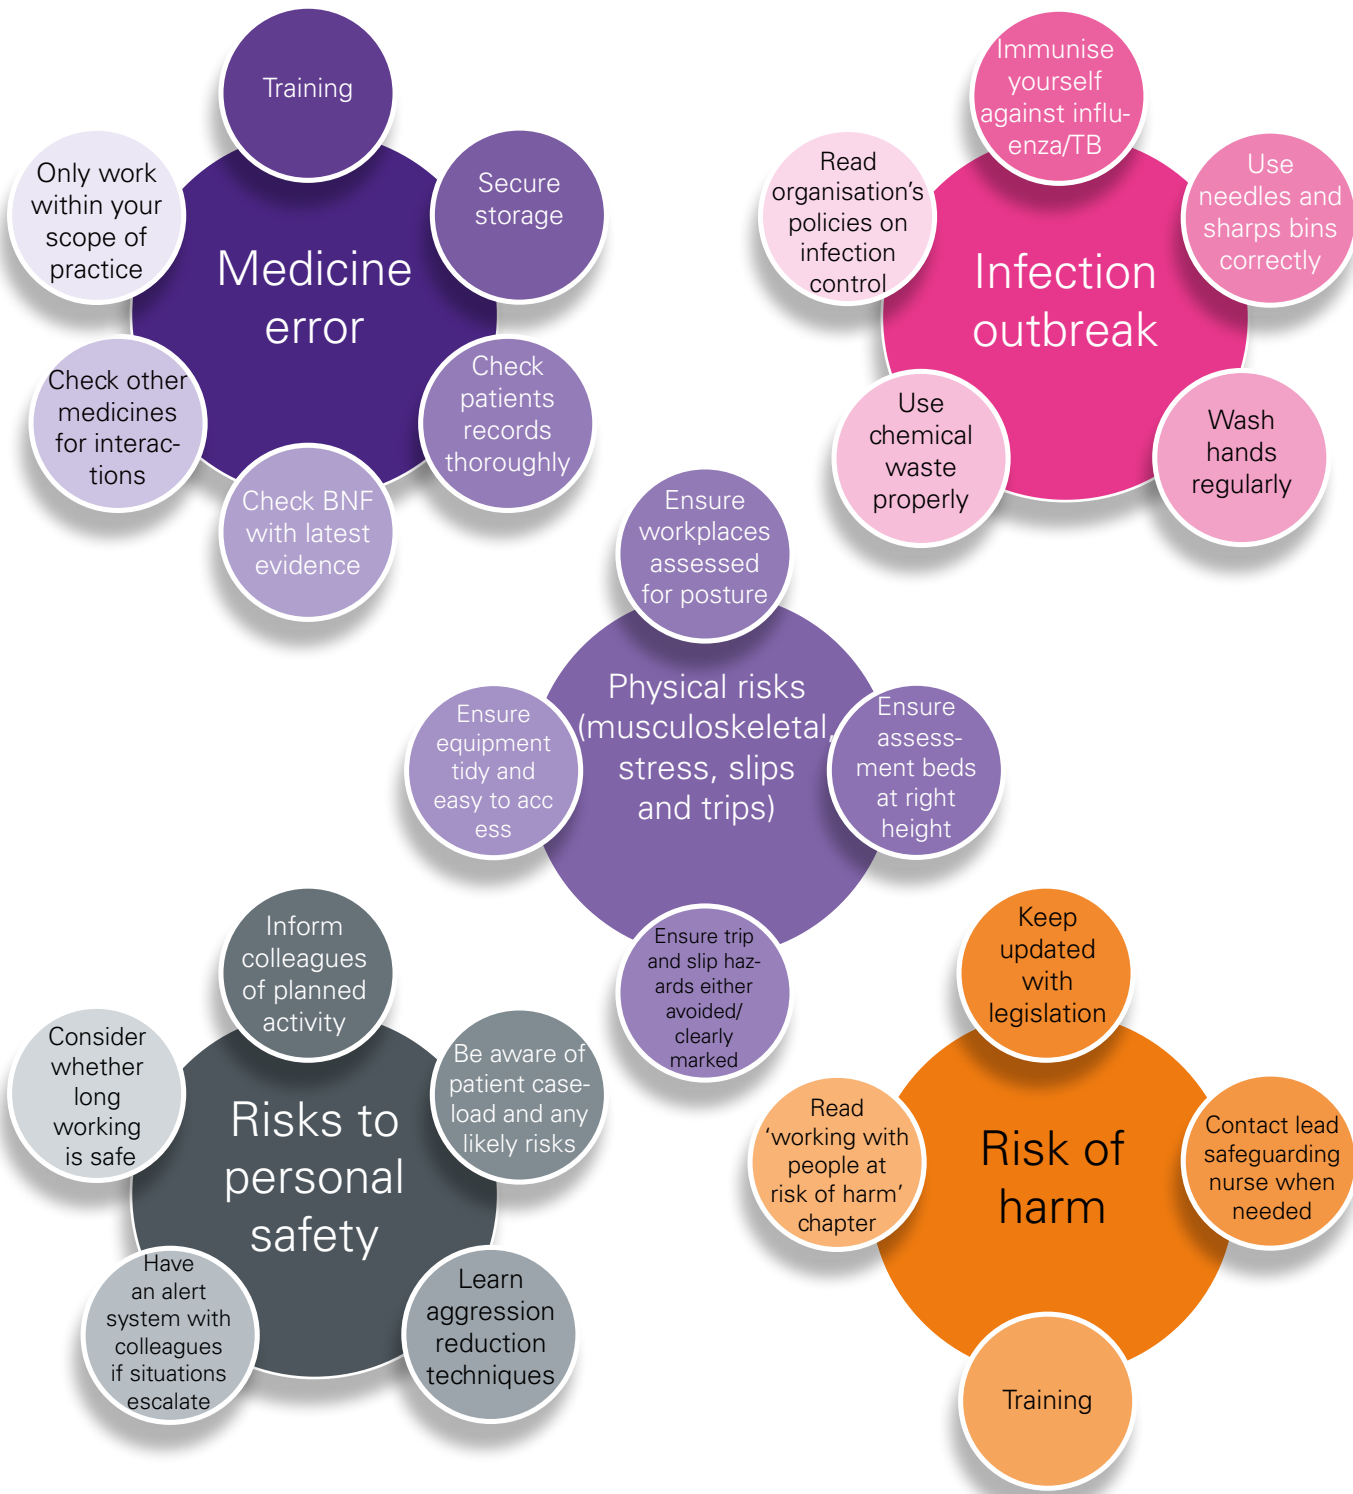 Training
Secure
storage
Check
patients
records
thoroughly
Check BNF
with latest
evidence
Check other
medicines
for interac-
tions
Only work
within your
scope of
practice
Medicine
error
Immunise
yourself
against influ-
enza/TB
Use
needles and
sharps bins
correctly
Wash
hands
regularly
Use
chemical
waste
properly
Read
organisation's
policies on
infection
control
Infection
outbreak
Ensure
workplaces
assessed
for posture
Ensure
assess-
ment beds
at right
height
Ensure trip
and slip haz-
ards either
avoided/
clearly
marked
Ensure
equipment
tidy and
easy to acc
ess
Physical risks
(musculoskeletal,
stress, slips
and trips)
Inform
colleagues
of planned
activity
Be aware of
patient case-
load and any
likely risks
Learn
aggression
reduction
techniques
Have
an alert
system with
colleagues
if situations
escalate
Consider
whether
long
working
is safe
Risks to
personal
safety
Keep
updated
with
legislation
Contact lead
safeguarding
nurse when
needed
Training
Read
‘working with
people at
risk of harm’
chapter
Risk of
harm